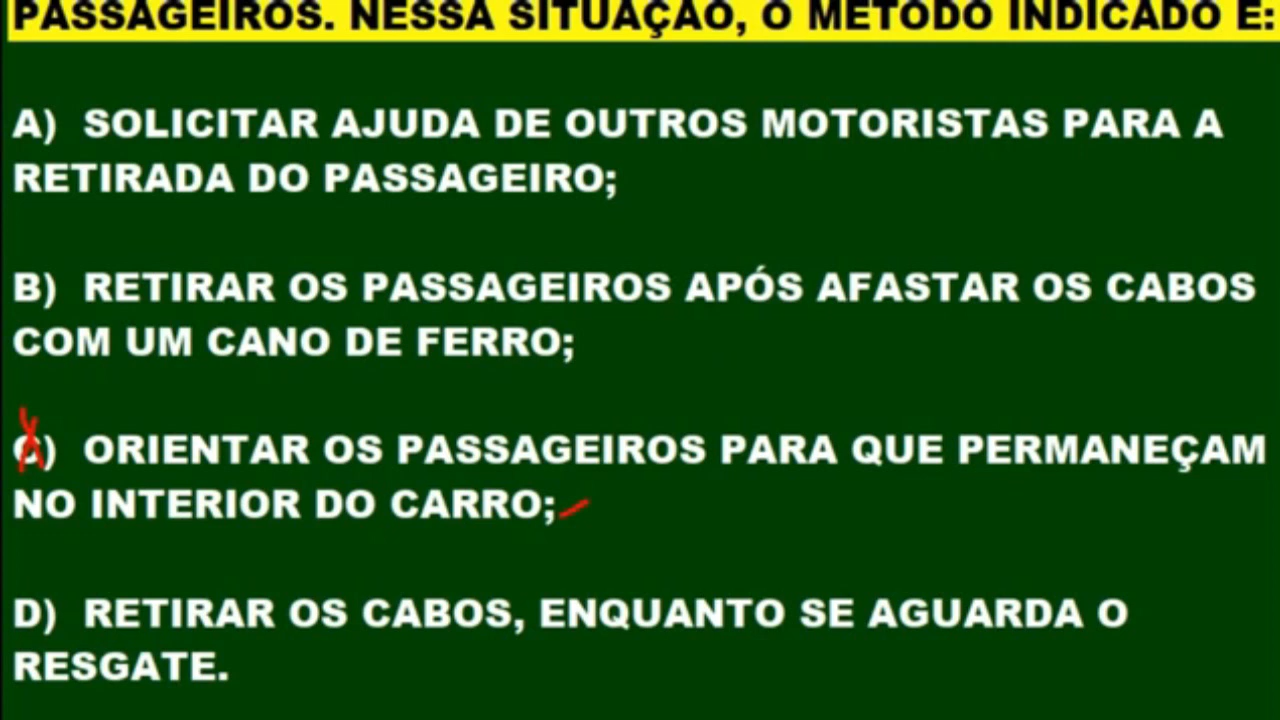 PASSAGEIROS. NESSA SITUAÇÃO, O MÉTODO INDICADO É:
A) SOLICITAR AJUDA DE OUTROS MOTORISTAS PARA A
RETIRADA DO PASSAGEIRO;
B) RETIRAR OS PASSAGEIROS APÓS AFASTAR OS CABOS
COM UM CANO DE FERRO;
C) ORIENTAR OS PASSAGEIROS PARA QUE PERMANEÇAM
NO INTERIOR DO CARRO;
D) RETIRAR OS CABOS, ENQUANTO SE AGUARDA O
RESGATE.